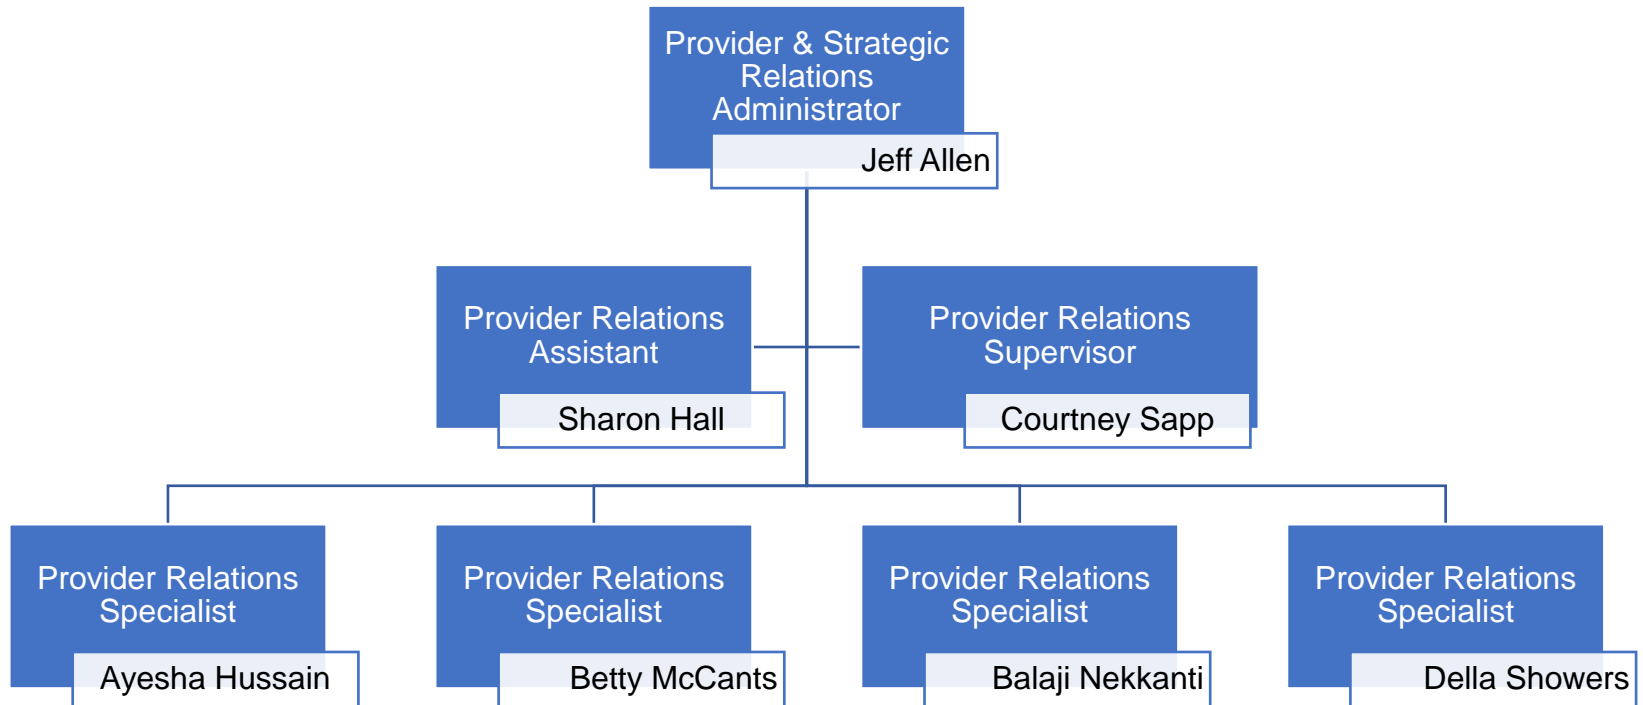 Provider & Strategic
Relations
Administrator
Jeff Allen
Provider Relations
Assistant
Sharon Hall
Provider Relations
Supervisor
Courtney Sapp
Provider Relations
Specialist
Ayesha Hussain
Provider Relations
Specialist
Betty McCants
Provider Relations
Specialist
Balaji Nekkanti
Provider Relations
Specialist
Della Showers